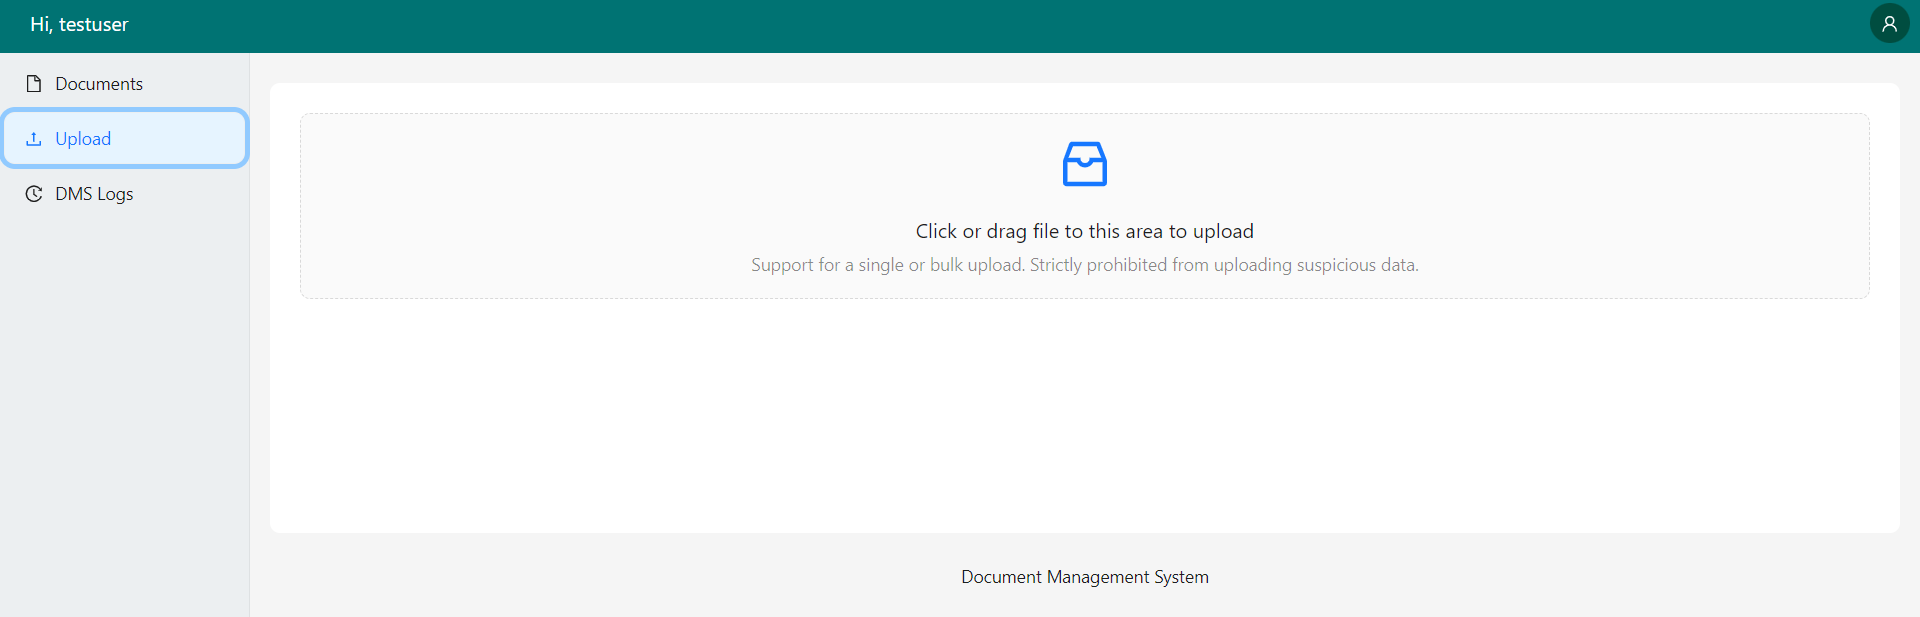 Hi, testuser
Documents
Upload
DMS Logs
Click or drag file to this area to upload
Support for a single or bulk upload. Strictly prohibited from uploading suspicious data.
Document Management System